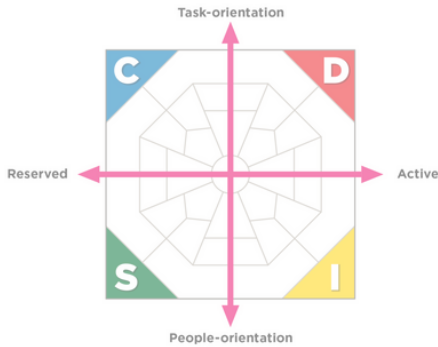 Task-orientation
C
D
Reserved
Active
S
I
People-orientation